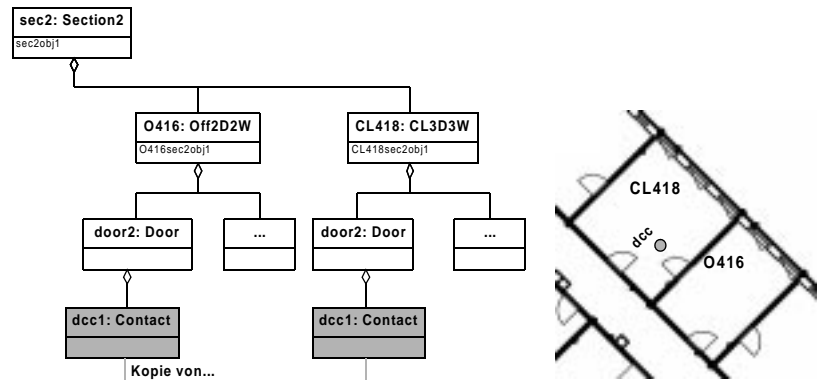 sec2: Section2
sec2obj1
O416: Off2D2W
O416sec2obj1
CL418: CL3D3W
CL418sec2obj1
door2: Door
...
door2: Door
...
dcc1: Contact
dcc1: Contact
Kopie von...
CL418
dcc
O416